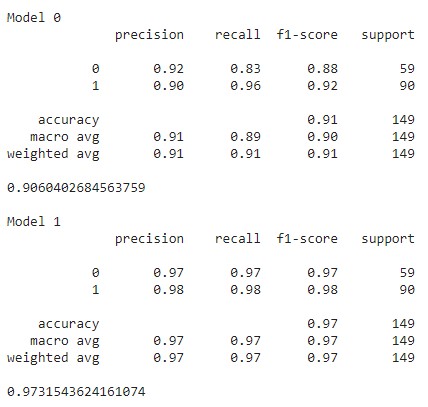 Model 0
precision recall f1-score support
0 0.92 0.83 0.88 59
1 0.90 0.96 0.92 90
accuracy 0.91 149
macro avg 0.91 0.89 0.90 149
weighted avg 0.91 0.91 0.91 149
0.9060402684563759
Model 1
precision recall f1-score support
0 0.97 0.97 0.97 59
1 0.98 0.98 0.98 90
accuracy 0.97 149
macro avg 0.97 0.97 0.97 149
weighted avg 0.97 0.97 0.97 149
0.9731543624161074